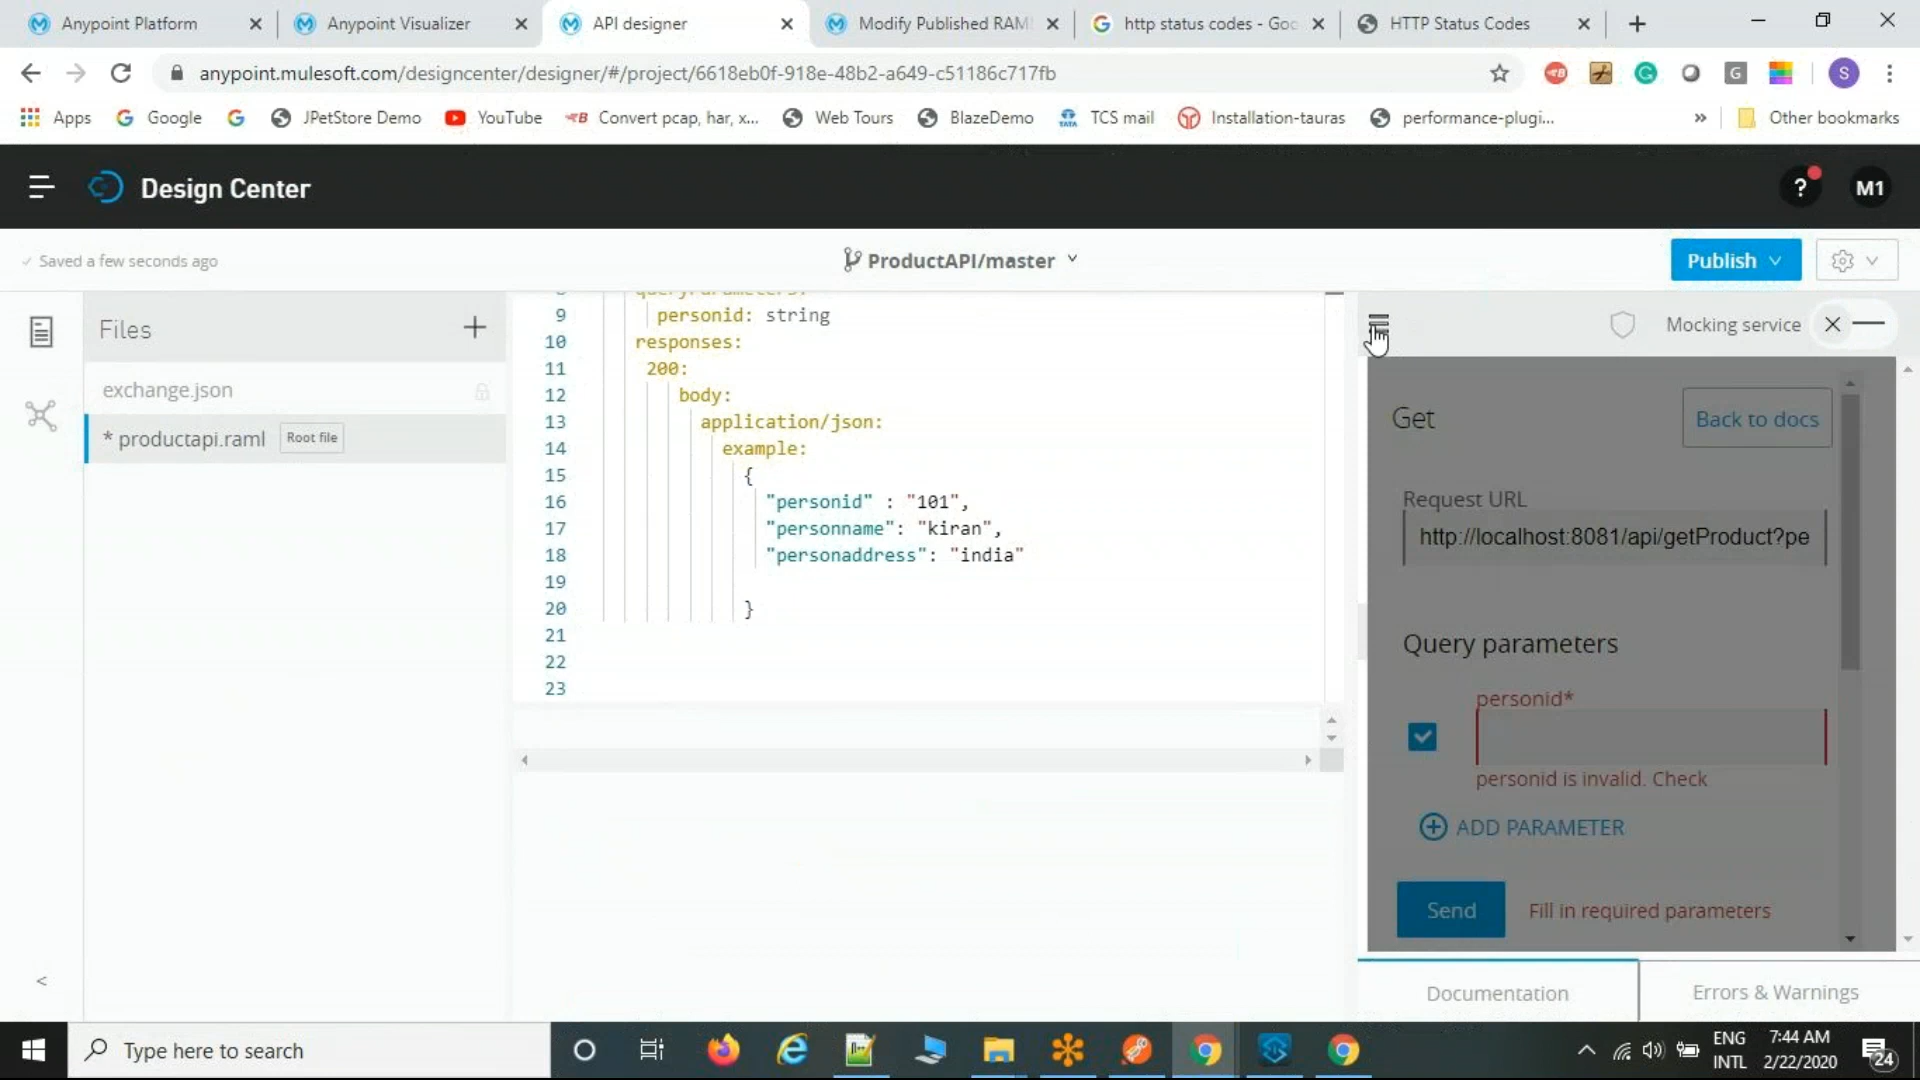 Anypoint Platform
Anypoint Visualizer
API designer
Modify Published RAM
http status codes - Goo
HTTP Status Codes
anypoint.mulesoft.com/designcenter/designer/#/project/6618eb0f-918e-48b2-a649-c51186c717fb
Apps
Google
JPetStore Demo
YouTube
Convert pcap, har, x...
Web Tours
BlazeDemo
TCS mail
Installation-tauras
performance-plugi...
Other bookmarks
Design Center
?
M1
Saved a few seconds ago
ProductAPI/master
Publish
Files
exchange.json
* productapi.raml
Root file
9 personid: string
10 responses:
11 200:
12 body:
13 application/json:
14 example:
15 {
16 "personid" : "101",
17 "personname": "kiran",
18 "personaddress": "india"
19
20 }
21
22
23
Mocking service
Get
Back to docs
Request URL
http://localhost:8081/api/getProduct?pe
Query parameters
personid*
personid is invalid. Check
ADD PARAMETER
Send
Fill in required parameters
Documentation
Errors & Warnings
Type here to search
ENG
INTL
7:44 AM
2/22/2020
24